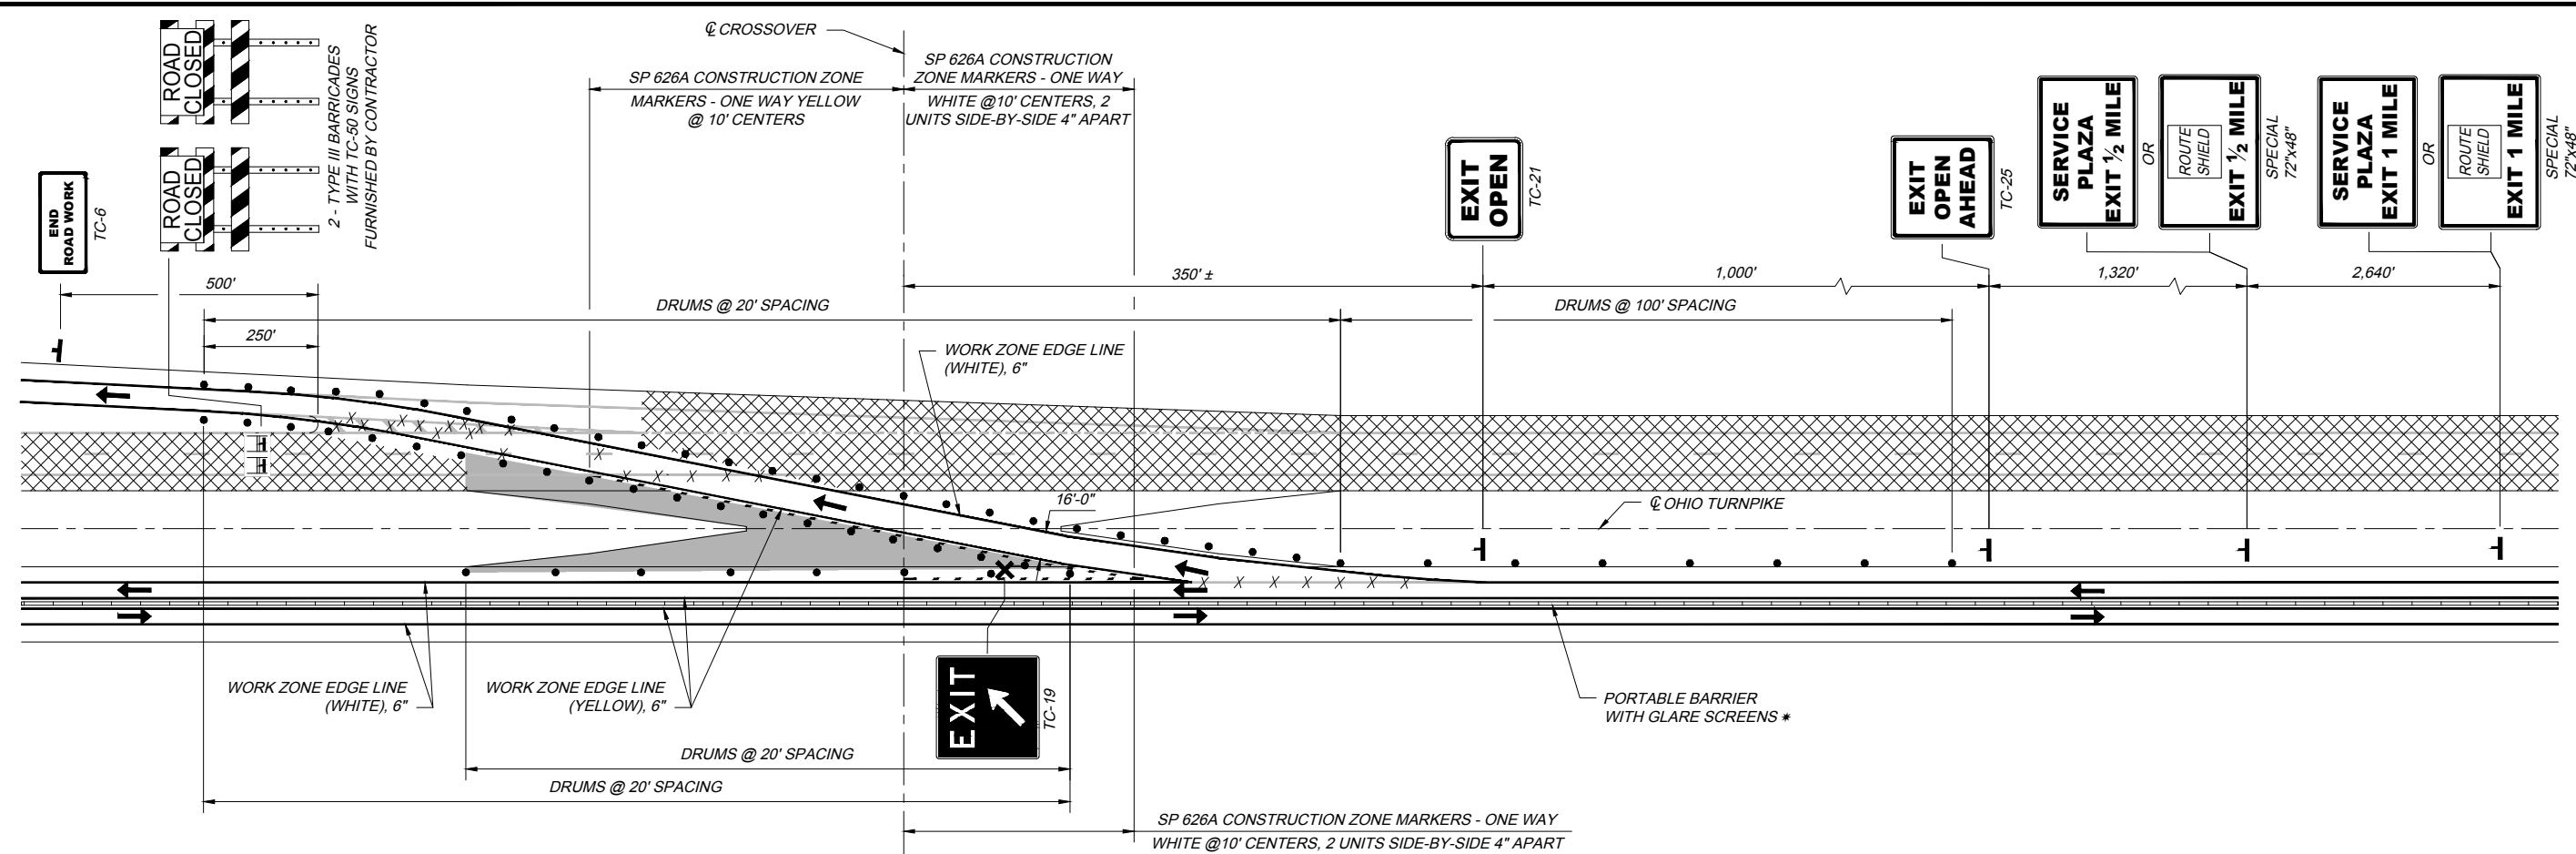 ℄ CROSSOVER
SP 626A CONSTRUCTION ZONE
MARKERS - ONE WAY YELLOW
@ 10' CENTERS
SP 626A CONSTRUCTION
ZONE MARKERS - ONE WAY
WHITE @10' CENTERS, 2
UNITS SIDE-BY-SIDE 4" APART
ROAD
CLOSED
ROAD
CLOSED
2 - TYPE III BARRICADES
WITH TC-50 SIGNS
FURNISHED BY CONTRACTOR
END
ROAD WORK
TC-6
EXIT
OPEN
TC-21
EXIT
OPEN
AHEAD
TC-25
SERVICE
PLAZA
EXIT ½ MILE
OR
ROUTE
SHIELD
EXIT ½ MILE
SPECIAL
72"x48"
SERVICE
PLAZA
EXIT 1 MILE
OR
ROUTE
SHIELD
EXIT 1 MILE
SPECIAL
72"x48"
500'
350' ±
1,000'
1,320'
2,640'
DRUMS @ 20' SPACING
DRUMS @ 100' SPACING
250'
WORK ZONE EDGE LINE
(WHITE), 6"
16'-0"
℄ OHIO TURNPIKE
WORK ZONE EDGE LINE
(WHITE), 6"
WORK ZONE EDGE LINE
(YELLOW), 6"
EXIT
TC-19
PORTABLE BARRIER
WITH GLARE SCREENS *
DRUMS @ 20' SPACING
DRUMS @ 20' SPACING
SP 626A CONSTRUCTION ZONE MARKERS - ONE WAY
WHITE @10' CENTERS, 2 UNITS SIDE-BY-SIDE 4" APART